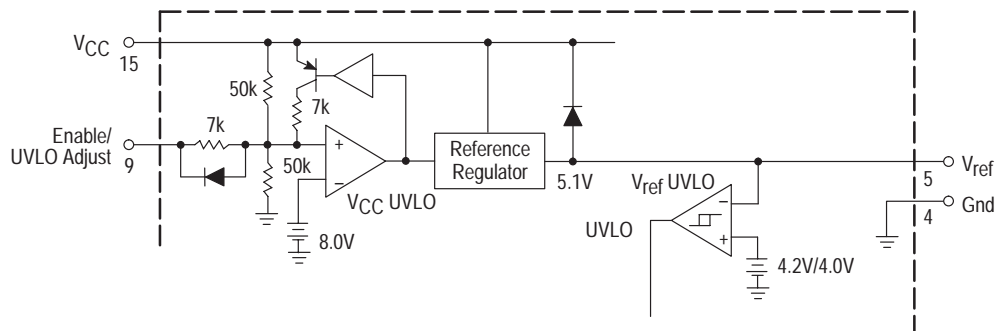 VCC
15
50k
7k
7k
Enable/
UVLO Adjust
9
50k
+
–
VCC UVLO
8.0V
Reference
Regulator
5.1V
Vref UVLO
–
+
UVLO
4.2V/4.0V
Vref
5
Gnd
4